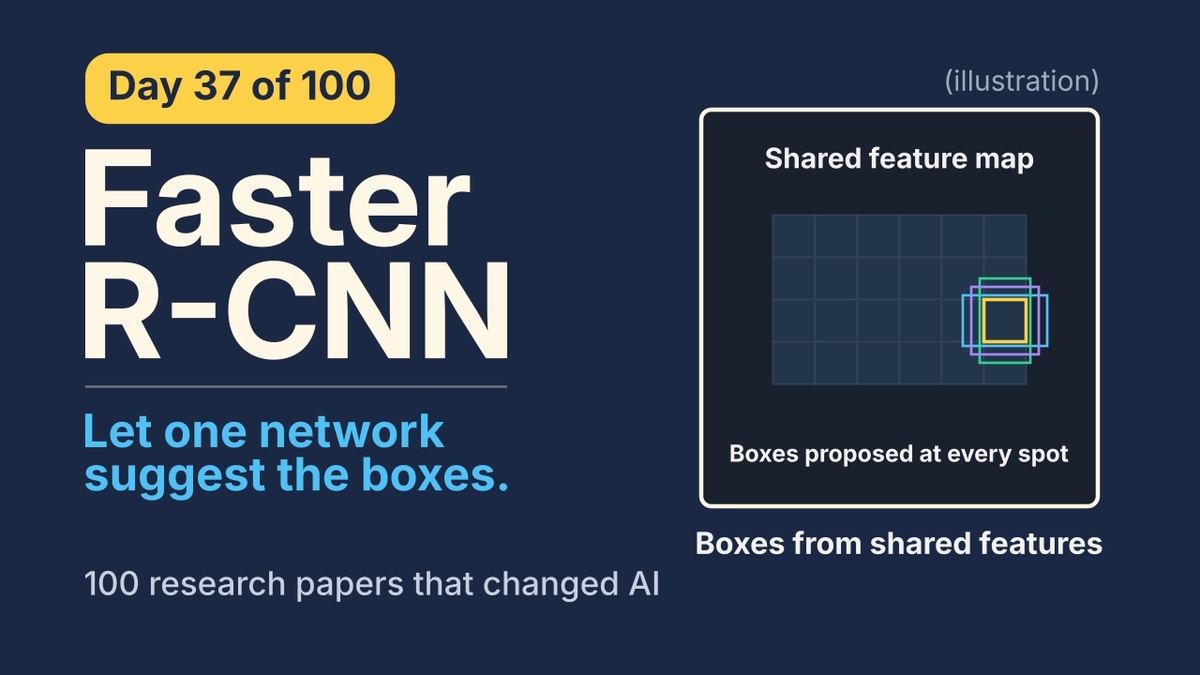 Day 37 of 100
Faster
R-CNN
Let one network
suggest the boxes.
100 research papers that changed AI
(illustration)
Shared feature map
Boxes proposed at every spot
Boxes from shared features